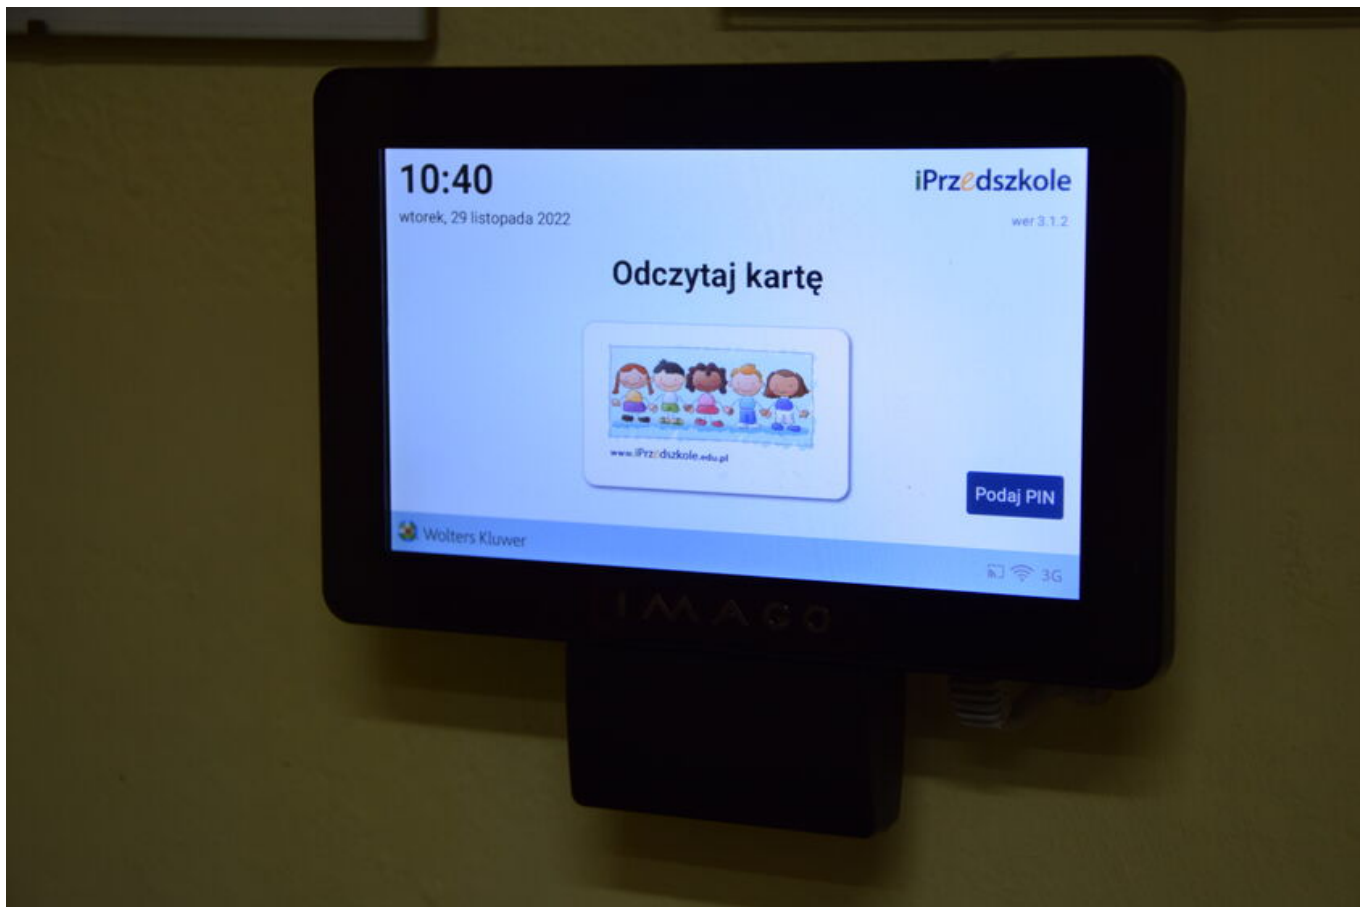 10:40
wtorek, 29 listopada 2022
iPrzedszkole
wer 3.1.2
Odczytaj kartę
www.iPrzedszkole.edu.pl
Podaj PIN
Wolters Kluwer
3G
IMAGO